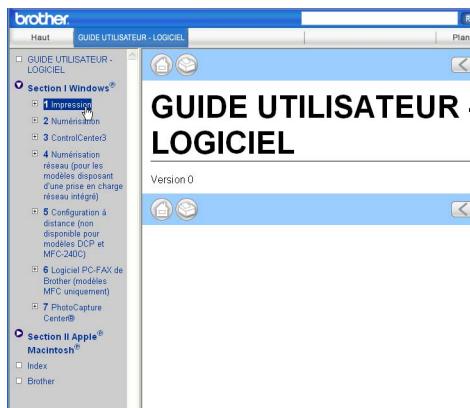 brother.
Haut
GUIDE UTILISATEUR - LOGICIEL
Plan
GUIDE UTILISATEUR -
LOGICIEL
Section I Windows®
1 Impression
2 Numérisation
3 ControlCenter3
4 Numérisation
réseau (pour les
modèles disposant
d'une prise en charge
réseau intégré)
5 Configuration à
distance (non
disponible pour
modèles DCP et
MFC-240C)
6 Logiciel PC-FAX de
Brother (modèles
MFC uniquement)
7 PhotoCapture
Center®
Section II Apple®
Macintosh®
Index
Brother
GUIDE UTILISATEUR -
LOGICIEL
Version 0